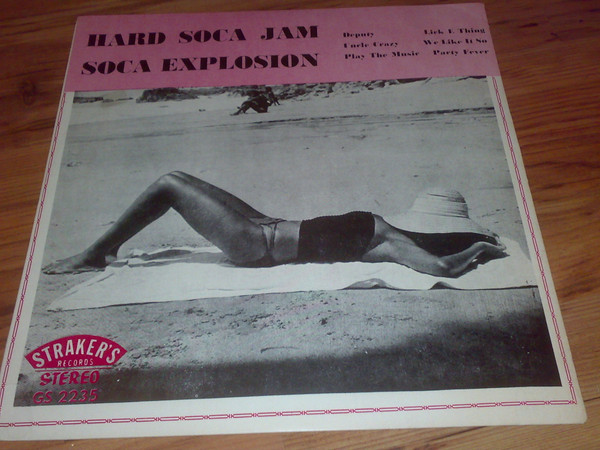 HARD SOCA JAM
SOCA EXPLOSION
Deputy Lick E Thing
Uncle Crazy We Like It So
Play The Music Party Fever
STRAKER'S
RECORDS
STEREO
GS 2235